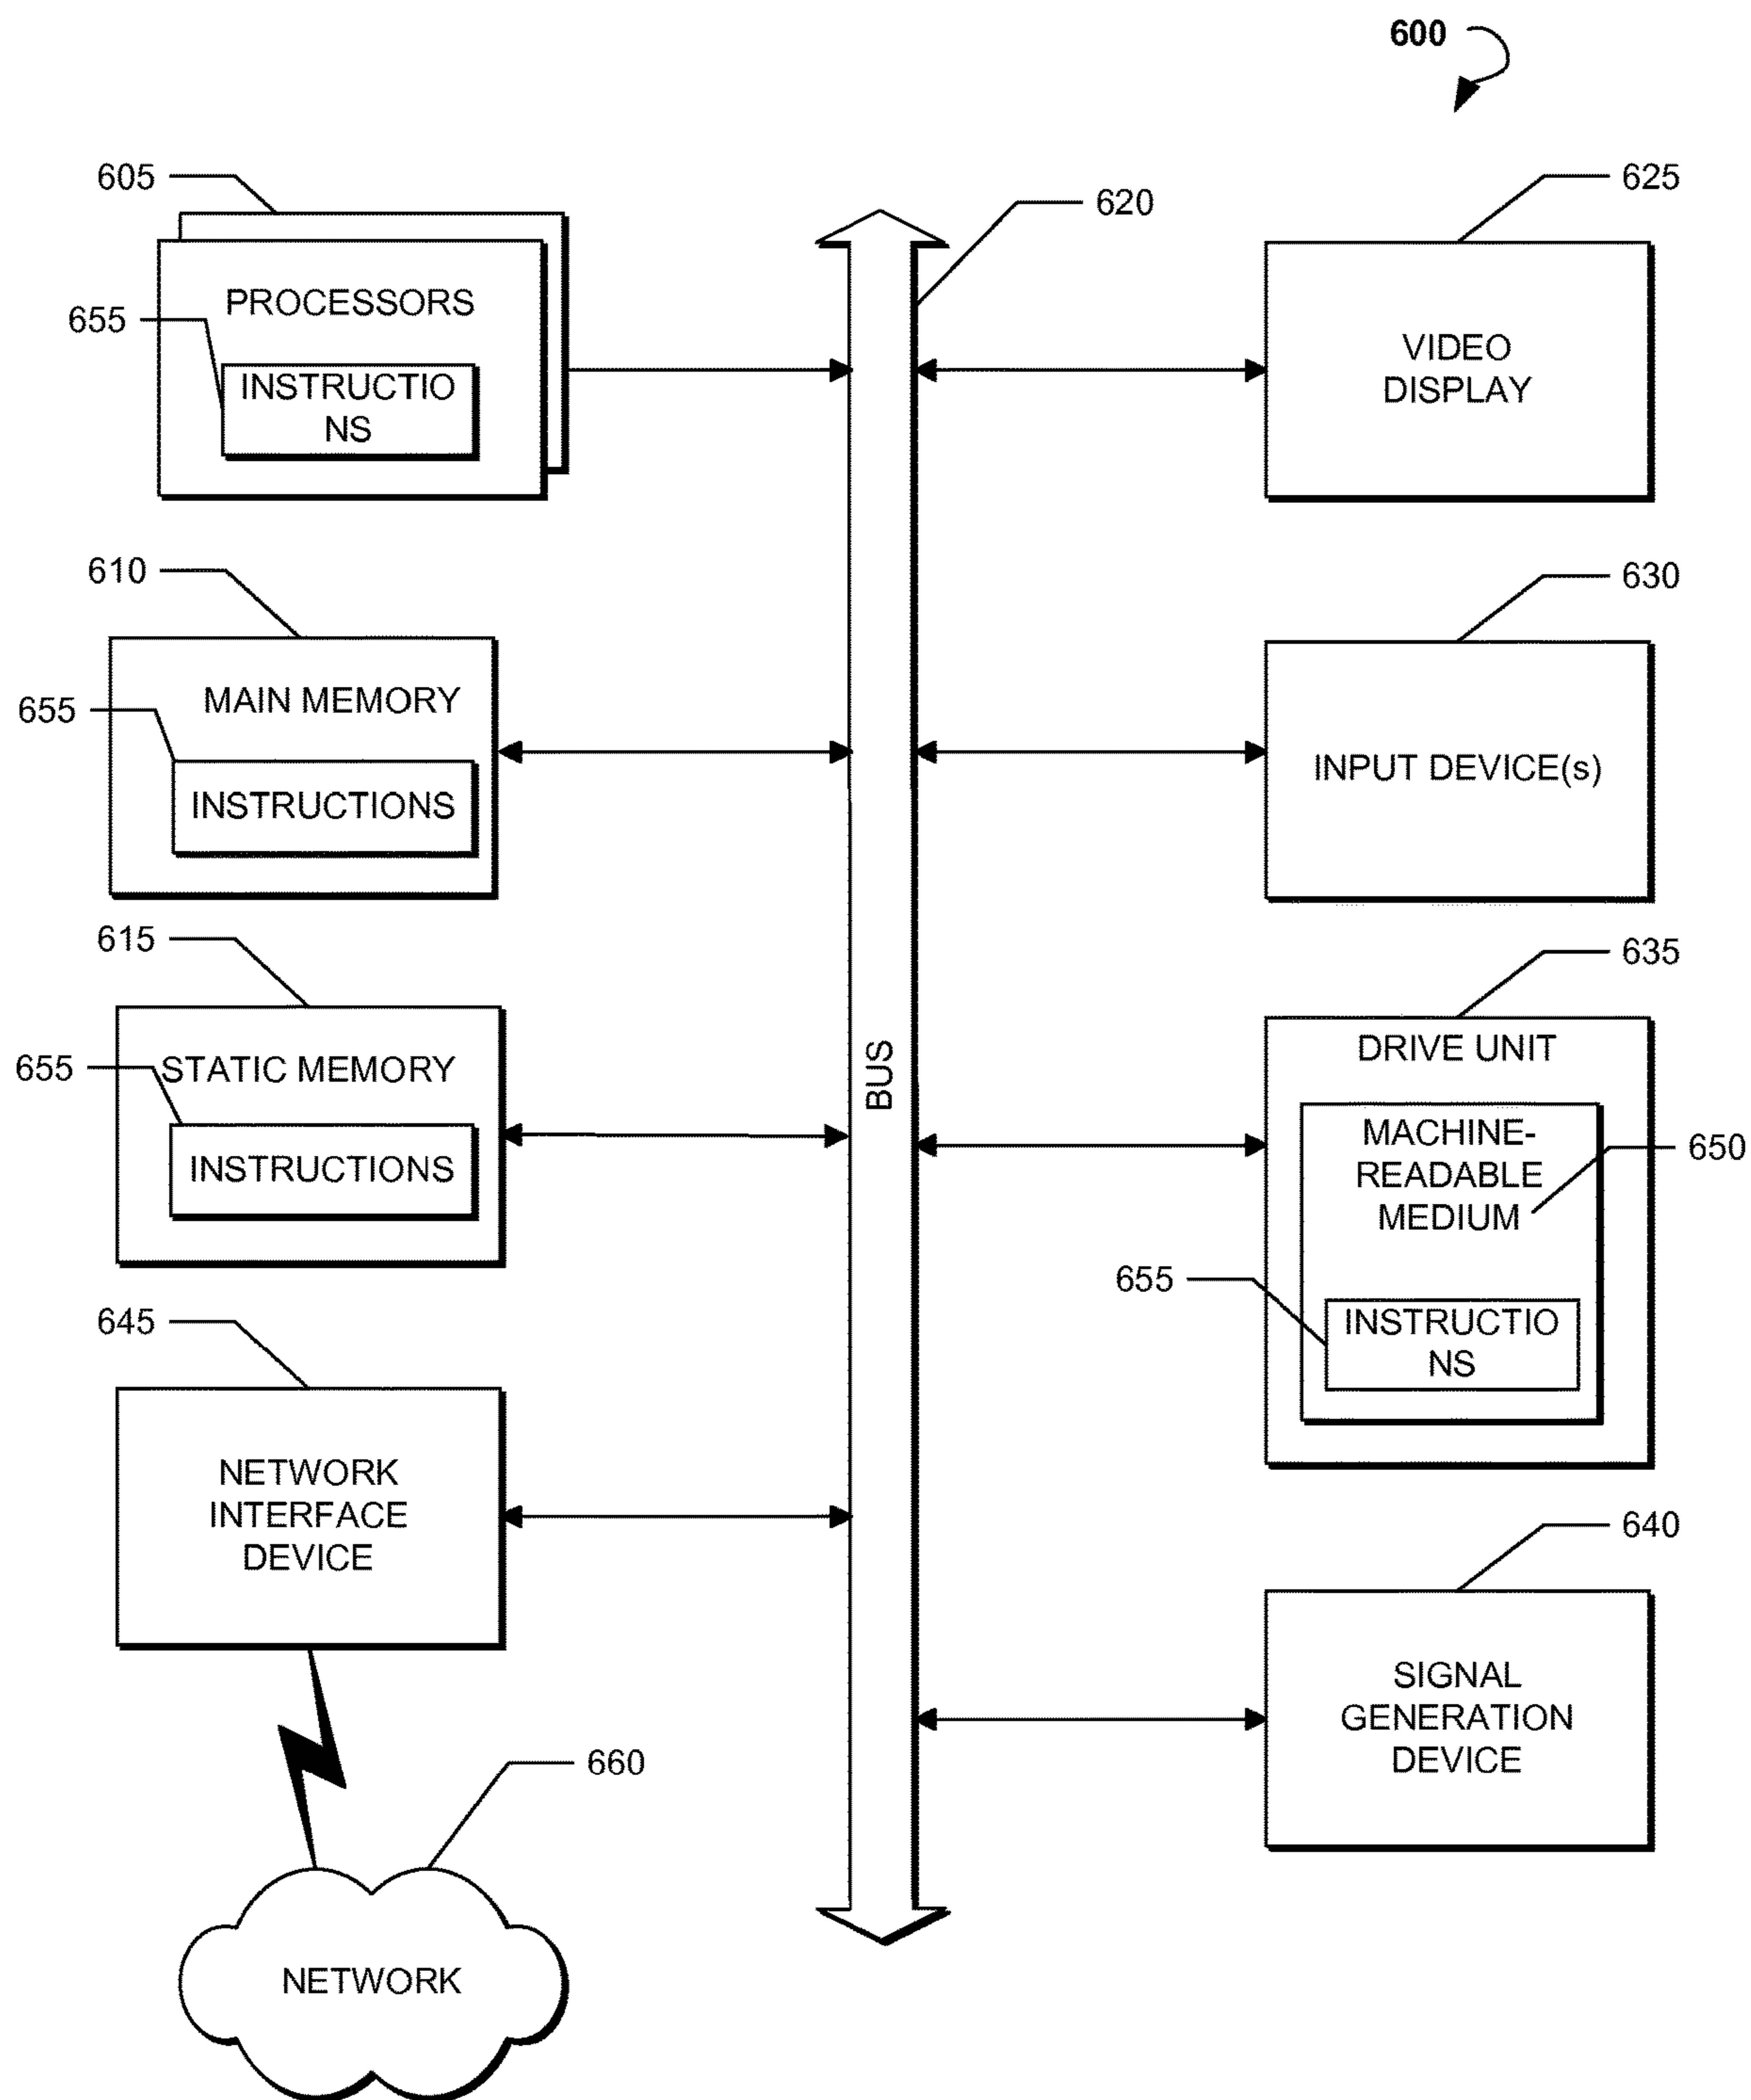 600
605
620
625
PROCESSORS
655
INSTRUCTIO
NS
VIDEO
DISPLAY
610
630
MAIN MEMORY
655
INSTRUCTIONS
INPUT DEVICE(s)
615
635
STATIC MEMORY
655
INSTRUCTIONS
BUS
DRIVE UNIT
MACHINE-
READABLE
MEDIUM
650
655
INSTRUCTIO
NS
645
NETWORK
INTERFACE
DEVICE
640
SIGNAL
GENERATION
DEVICE
660
NETWORK